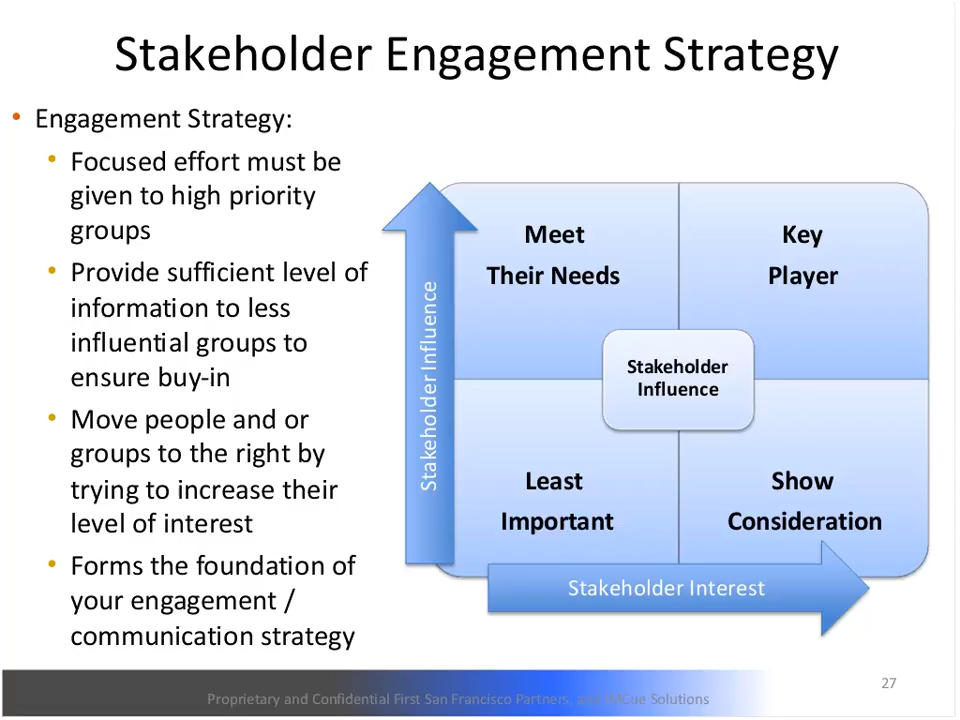 Stakeholder Engagement Strategy
• Engagement Strategy:
• Focused effort must be
given to high priority
groups
• Provide sufficient level of
information to less
influential groups to
ensure buy-in
• Move people and or
groups to the right by
trying to increase their
level of interest
• Forms the foundation of
your engagement /
communication strategy
Stakeholder Influence
Meet
Their Needs
Key
Player
Stakeholder
Influence
Least
Important
Show
Consideration
Stakeholder Interest
27
Proprietary and Confidential First San Francisco Partners, and Solutions